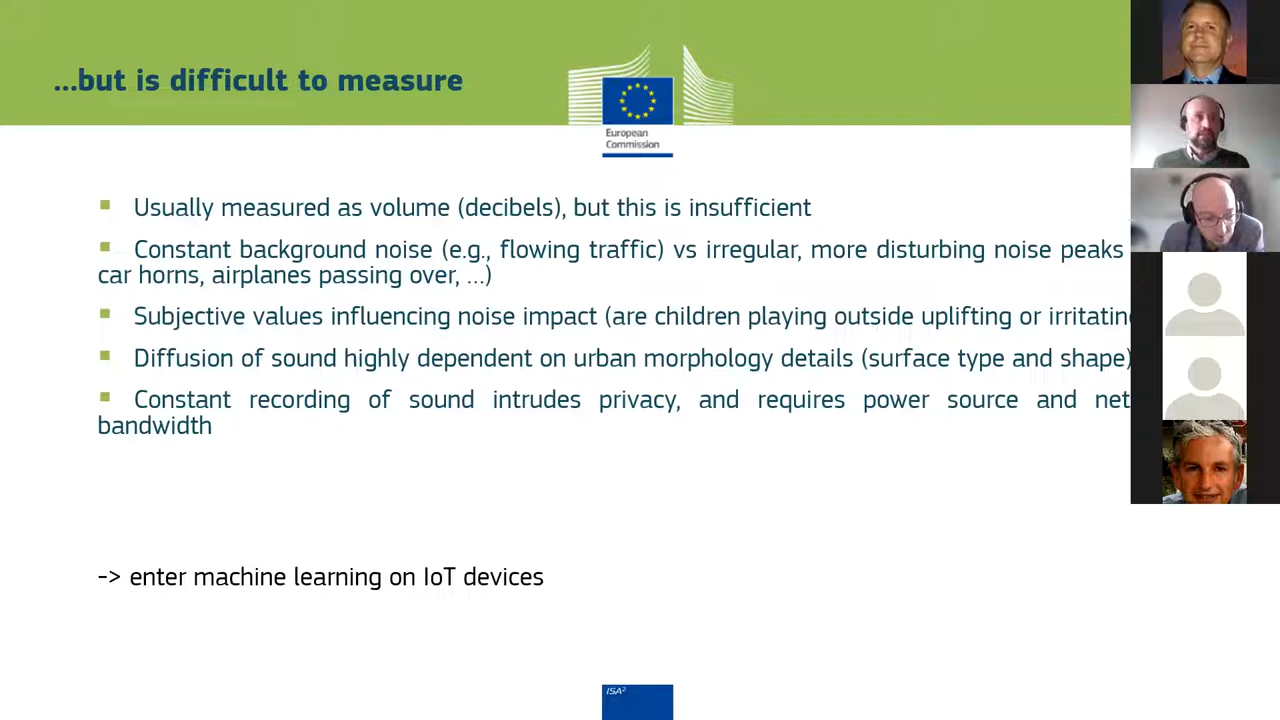 ...but is difficult to measure
European
Commission
Usually measured as volume (decibels), but this is insufficient
Constant background noise (e.g., flowing traffic) vs irregular, more disturbing noise peaks
car horns, airplanes passing over, ...)
Subjective values influencing noise impact (are children playing outside uplifting or irritating
Diffusion of sound highly dependent on urban morphology details (surface type and shape)
Constant recording of sound intrudes privacy, and requires power source and net
bandwidth
-> enter machine learning on IoT devices
ISA²